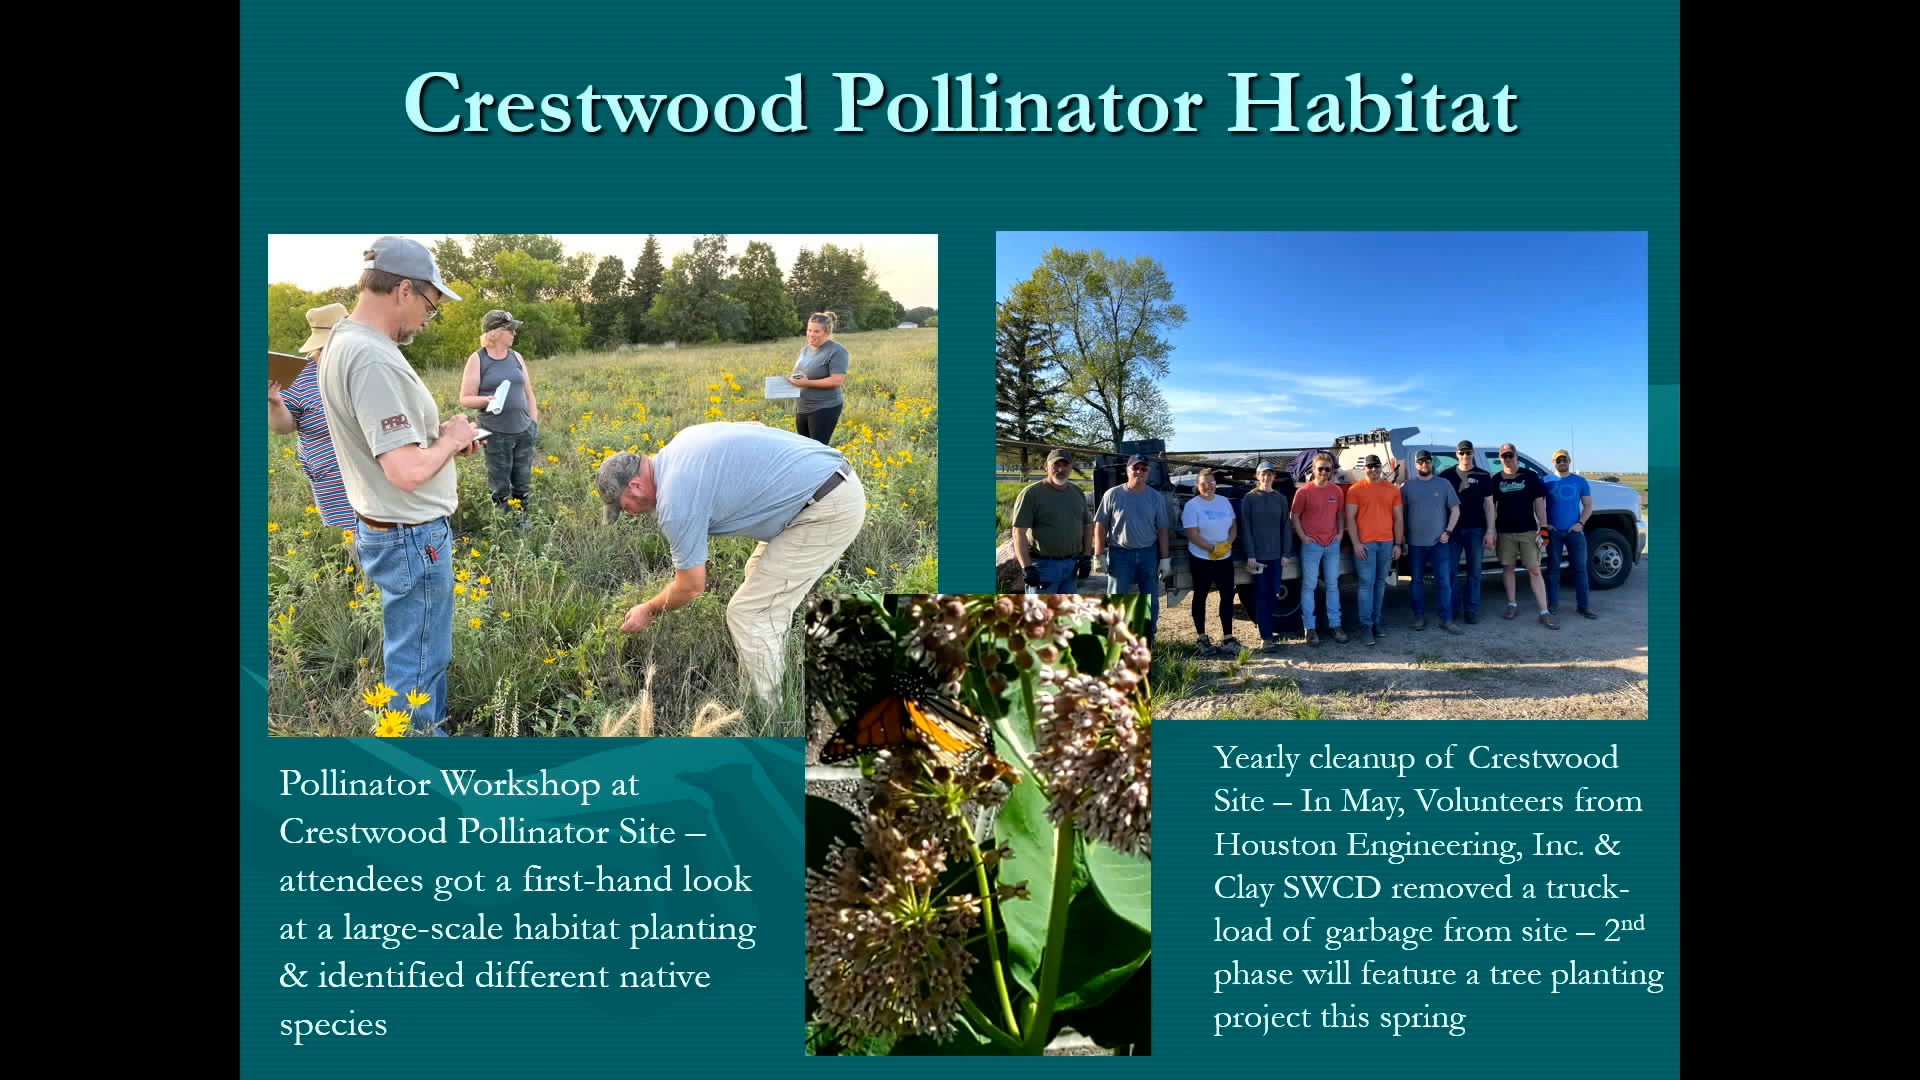 Crestwood Pollinator Habitat
PRO
Pollinator Workshop at
Crestwood Pollinator Site –
attendees got a first-hand look
at a large-scale habitat planting
& identified different native
species
Yearly cleanup of Crestwood
Site – In May, Volunteers from
Houston Engineering, Inc. &
Clay SWCD removed a truck-
load of garbage from site – 2nd
phase will feature a tree planting
project this spring